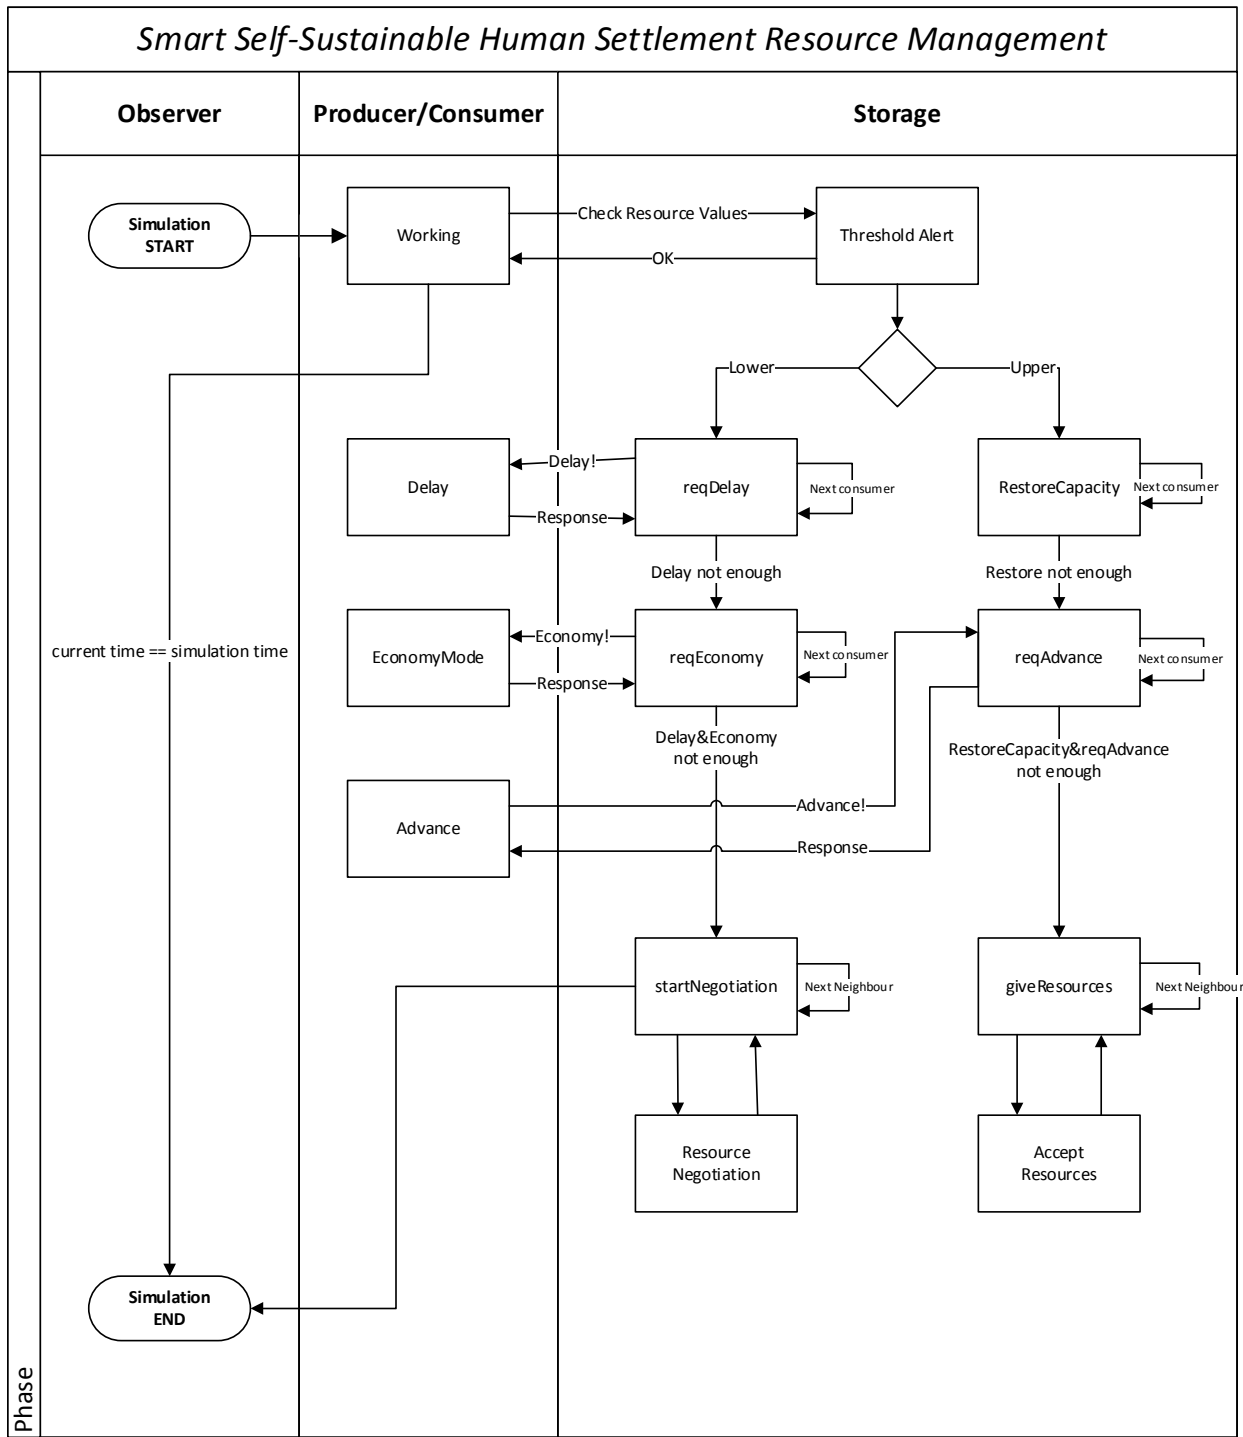 Smart Self-Sustainable Human Settlement Resource Management
Phase
Observer
Producer/Consumer
Storage
Simulation
START
Working
Check Resource Values
OK
Threshold Alert
Lower
Upper
Delay
Delay!
Response
reqDelay
Next consumer
RestoreCapacity
Next consumer
Delay not enough
Restore not enough
current time == simulation time
EconomyMode
Economy!
Response
reqEconomy
Next consumer
reqAdvance
Next consumer
Delay&Economy
not enough
RestoreCapacity&reqAdvance
not enough
Advance
Advance!
Response
startNegotiation
Next Neighbour
giveResources
Next Neighbour
Resource
Negotiation
Accept
Resources
Simulation
END